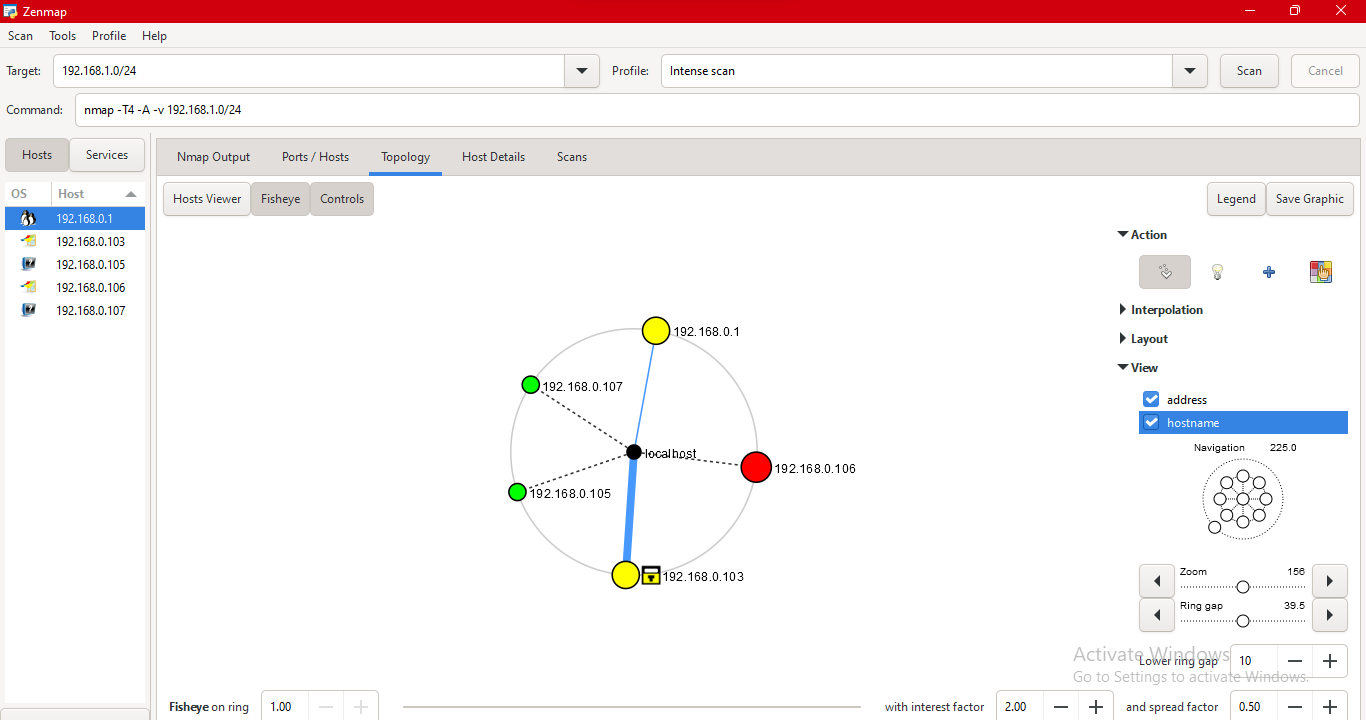 Zenmap
Scan Tools Profile Help
Target: 192.168.1.0/24 Profile: Intense scan Scan Cancel
Command: nmap -T4 -A -v 192.168.1.0/24
Hosts Services
Nmap Output Ports / Hosts Topology Host Details Scans
OS Host
192.168.0.1
192.168.0.103
192.168.0.105
192.168.0.106
192.168.0.107
Hosts Viewer Fisheye Controls Legend Save Graphic
192.168.0.1
192.168.0.107
localhost
192.168.0.106
192.168.0.105
192.168.0.103
Action
Interpolation
Layout
View
address
hostname
Navigation 225.0
Zoom 156
Ring gap 39.5
Lower ring gap 10
Activate Windows
Go to Settings to activate Windows.
Fisheye on ring 1.00 with interest factor 2.00 and spread factor 0.50